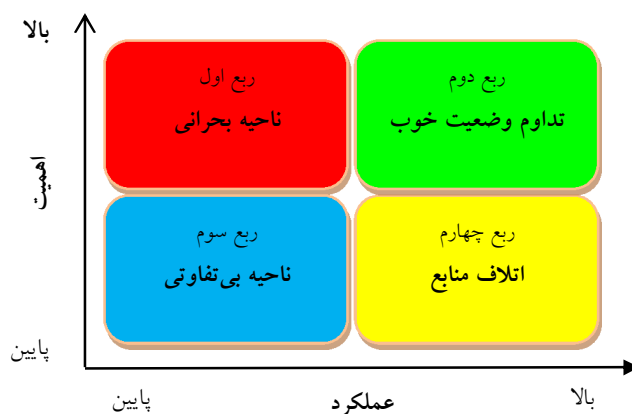 بالا
ربع اول
ناحیه بحرانی
ربع دوم
تداوم وضعیت خوب
اهمیت
ربع سوم
ناحیه بی‌تفاوتی
ربع چهارم
اتلاف منابع
پایین
پایین
عملکرد
بالا